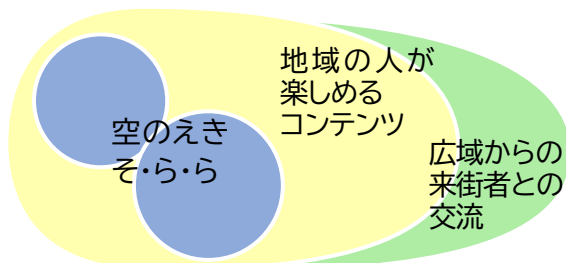 地域の人が
楽しめる
コンテンツ
空のえき
そ・ら・ら
広域からの
来街者との
交流